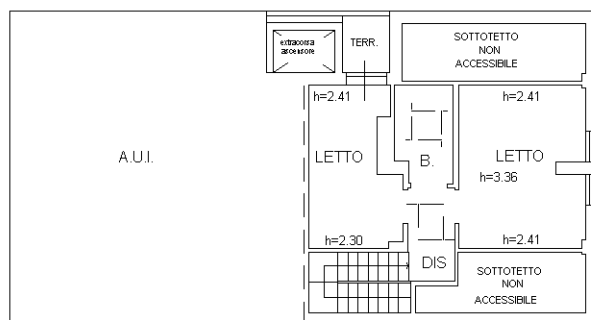 extracorsa
ascensore
TERR.
SOTTOTETTO
NON
ACCESSIBILE
h=2.41
h=2.41
A.U.I.
LETTO
B.
LETTO
h=3.36
h=2.30
h=2.41
DIS
SOTTOTETTO
NON
ACCESSIBILE